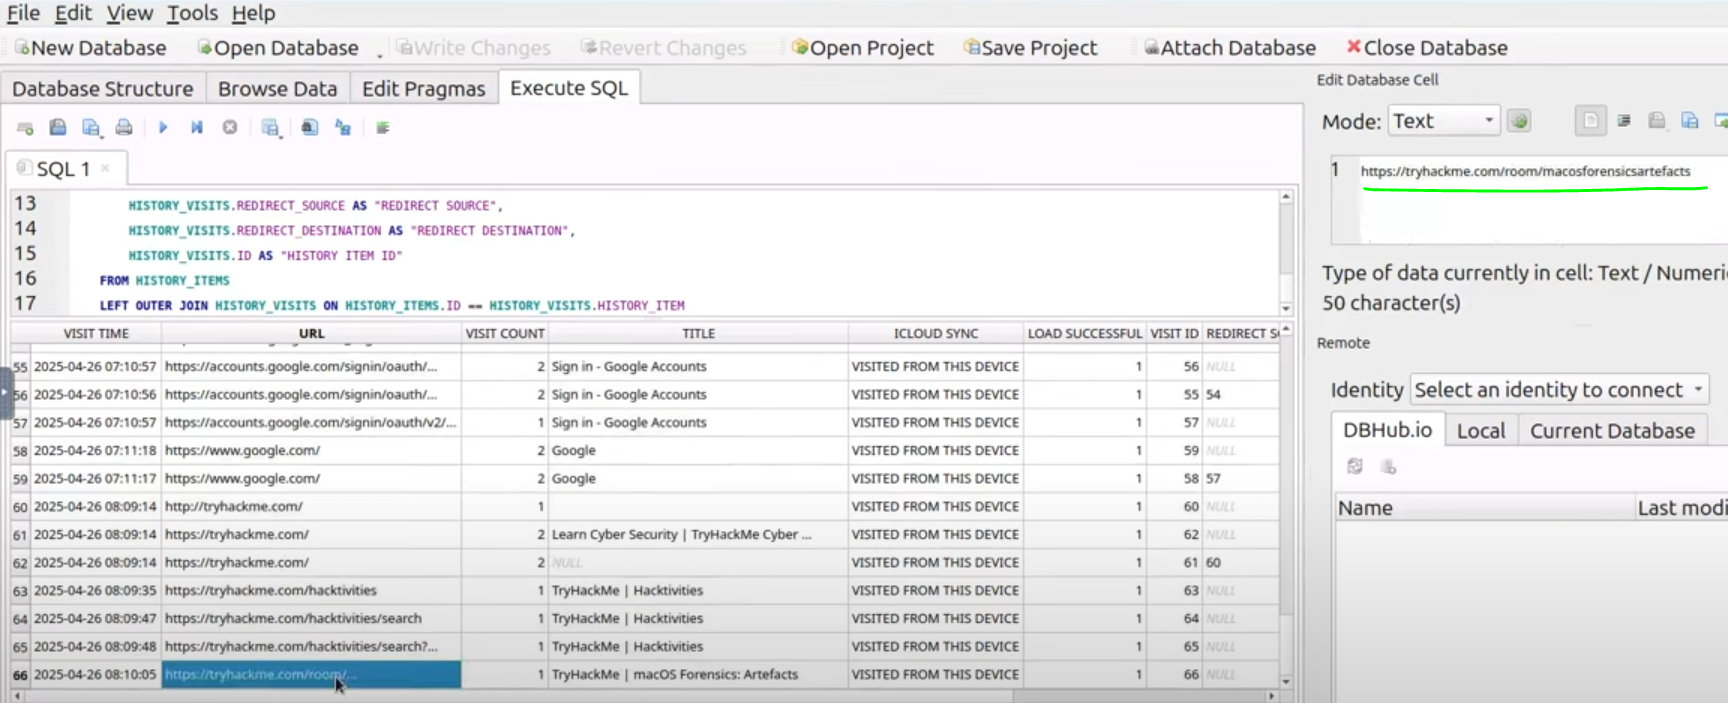 File Edit View Tools Help
New Database Open Database Write Changes Revert Changes Open Project Save Project Attach Database Close Database
Database Structure Browse Data Edit Pragmas Execute SQL
SQL 1
13 HISTORY_VISITS.REDIRECT_SOURCE AS "REDIRECT SOURCE",
14 HISTORY_VISITS.REDIRECT_DESTINATION AS "REDIRECT DESTINATION",
15 HISTORY_VISITS.ID AS "HISTORY ITEM ID"
16 FROM HISTORY_ITEMS
17 LEFT OUTER JOIN HISTORY_VISITS ON HISTORY_ITEMS.ID == HISTORY_VISITS.HISTORY_ITEM
VISIT TIME URL VISIT COUNT TITLE ICLOUD SYNC LOAD SUCCESSFUL VISIT ID REDIRECT S
55 2025-04-26 07:10:57 https://accounts.google.com/signin/oauth/... 2 Sign in - Google Accounts VISITED FROM THIS DEVICE 1 56 NULL
56 2025-04-26 07:10:56 https://accounts.google.com/signin/oauth/... 2 Sign in - Google Accounts VISITED FROM THIS DEVICE 1 55 54
57 2025-04-26 07:10:57 https://accounts.google.com/signin/oauth/v2/... 1 Sign in - Google Accounts VISITED FROM THIS DEVICE 1 57 NULL
58 2025-04-26 07:11:18 https://www.google.com/ 2 Google VISITED FROM THIS DEVICE 1 59 NULL
59 2025-04-26 07:11:17 https://www.google.com/ 2 Google VISITED FROM THIS DEVICE 1 58 57
60 2025-04-26 08:09:14 http://tryhackme.com/ 1 VISITED FROM THIS DEVICE 1 60 NULL
61 2025-04-26 08:09:14 https://tryhackme.com/ 2 Learn Cyber Security | TryHackMe Cyber ... VISITED FROM THIS DEVICE 1 62 NULL
62 2025-04-26 08:09:14 https://tryhackme.com/ 2 NULL VISITED FROM THIS DEVICE 1 61 60
63 2025-04-26 08:09:35 https://tryhackme.com/hacktivities 1 TryHackMe | Hacktivities VISITED FROM THIS DEVICE 1 63 NULL
64 2025-04-26 08:09:47 https://tryhackme.com/hacktivities/search 1 TryHackMe | Hacktivities VISITED FROM THIS DEVICE 1 64 NULL
65 2025-04-26 08:09:48 https://tryhackme.com/hacktivities/search?... 1 TryHackMe | Hacktivities VISITED FROM THIS DEVICE 1 65 NULL
66 2025-04-26 08:10:05 https://tryhackme.com/room/... 1 TryHackMe | macOS Forensics: Artefacts VISITED FROM THIS DEVICE 1 66 NULL
Edit Database Cell
Mode: Text
1 https://tryhackme.com/room/macosforensicsartefacts
Type of data currently in cell: Text / Numeri
50 character(s)
Remote
Identity Select an identity to connect
DBHub.io Local Current Database
Name Last modi